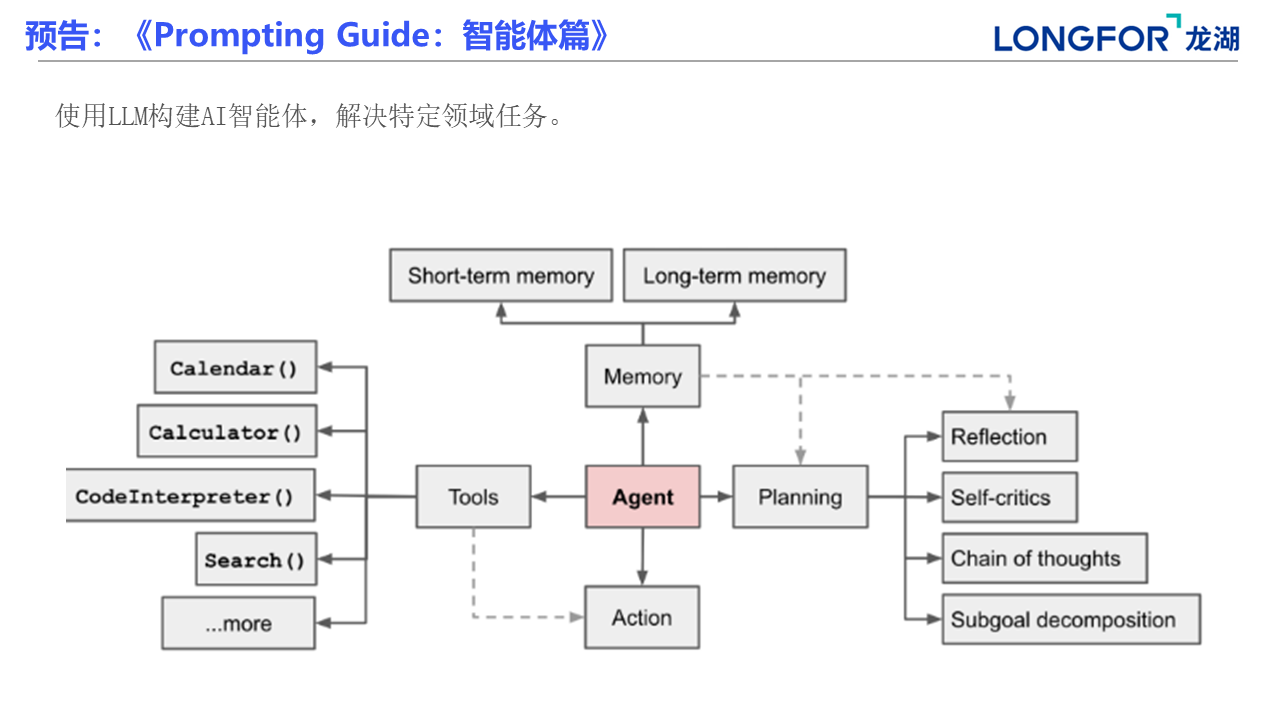 预告：《Prompting Guide：智能体篇》
LONGFOR 龙湖
使用LLM构建AI智能体，解决特定领域任务。
Short-term memory
Long-term memory
Calendar()
Memory
Calculator()
Reflection
CodeInterpreter()
Tools
Agent
Planning
Self-critics
Search()
Chain of thoughts
...more
Action
Subgoal decomposition